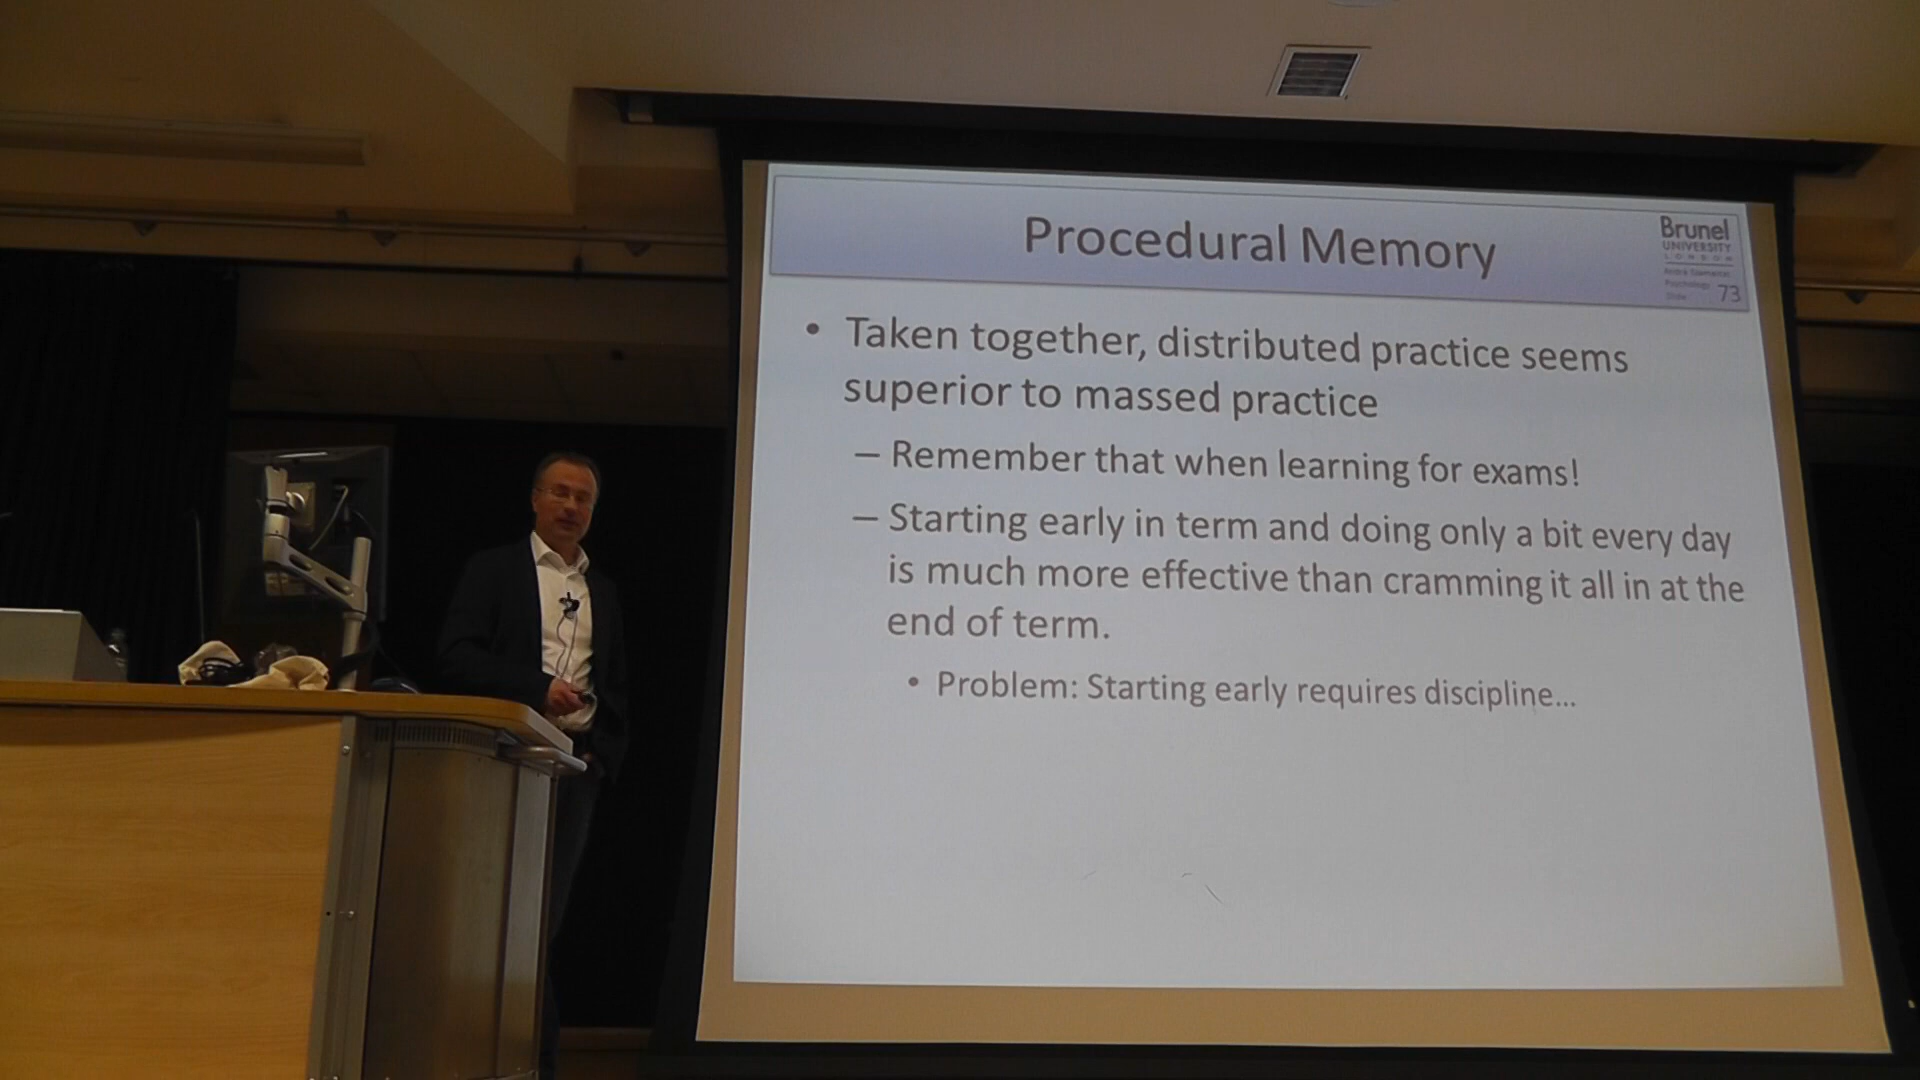 Procedural Memory
Brunel
UNIVERSITY
LONDON
Psychology
73
• Taken together, distributed practice seems
superior to massed practice
– Remember that when learning for exams!
– Starting early in term and doing only a bit every day
is much more effective than cramming it all in at the
end of term.
• Problem: Starting early requires discipline...